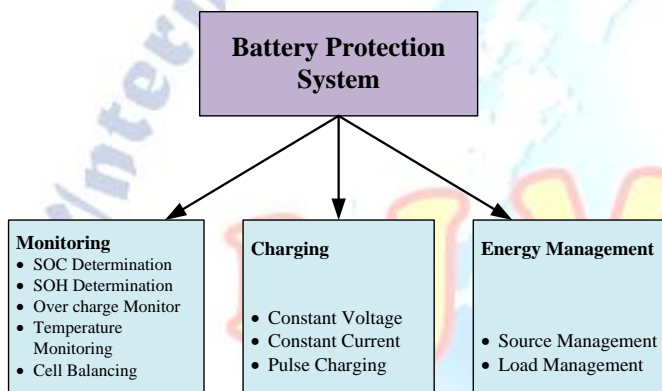 Battery Protection
System
Monitoring
• SOC Determination
• SOH Determination
• Over charge Monitor
• Temperature
Monitoring
• Cell Balancing
Charging
• Constant Voltage
• Constant Current
• Pulse Charging
Energy Management
• Source Management
• Load Management